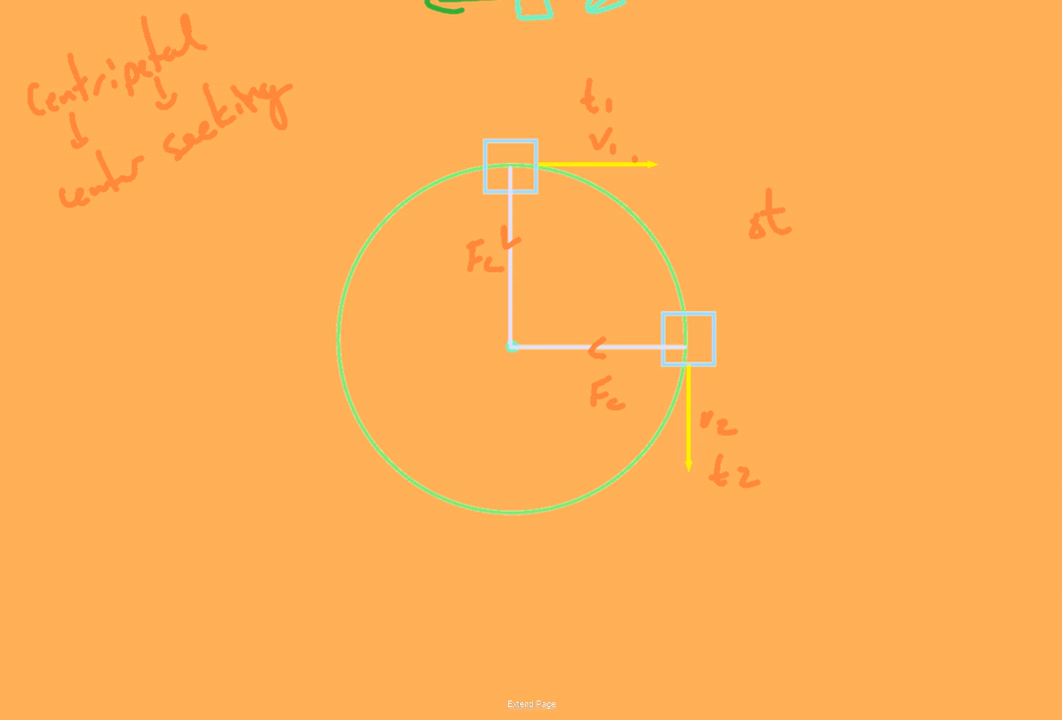 Centripetal
center seeking
t₁
v₁
Δt
Fc
Fc
v₂
t₂
Extend Page